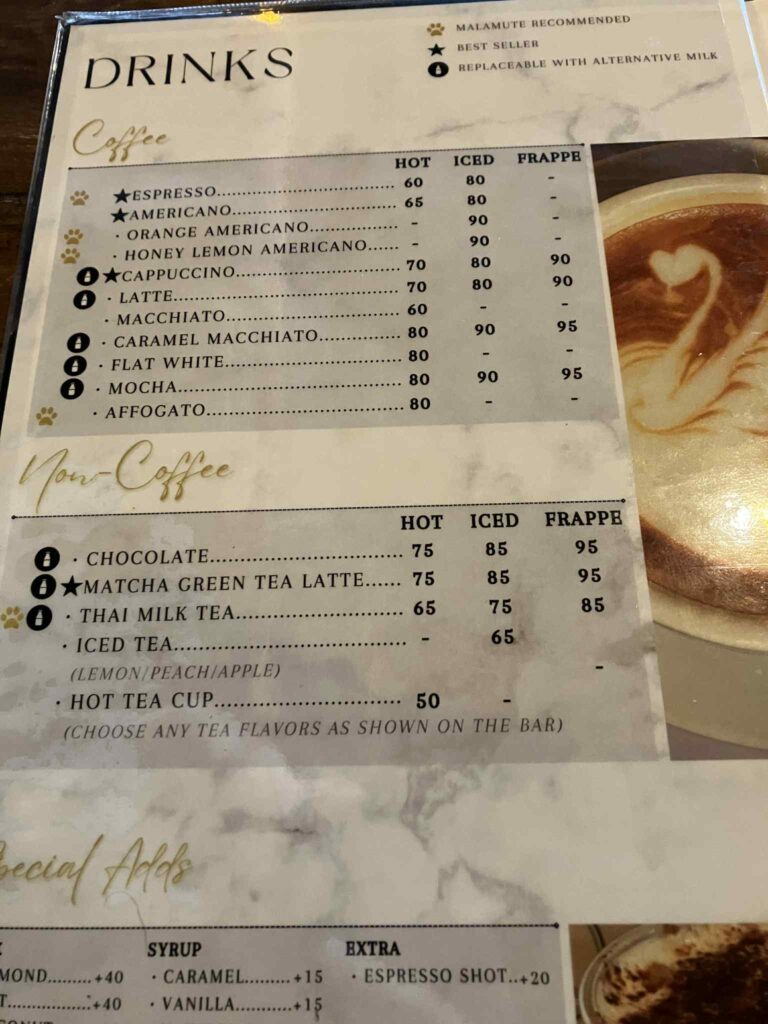 DRINKS
MALAMUTE RECOMMENDED
BEST SELLER
REPLACEABLE WITH ALTERNATIVE MILK
Coffee
HOT ICED FRAPPE
ESPRESSO.................................... 60 80 -
AMERICANO................................. 65 80 -
· ORANGE AMERICANO................. - 90 -
· HONEY LEMON AMERICANO...... - 90 -
CAPPUCCINO................................ 70 80 90
· LATTE.......................................... 70 80 90
· MACCHIATO................................ 60 - -
· CARAMEL MACCHIATO............... 80 90 95
· FLAT WHITE................................ 80 - -
· MOCHA........................................ 80 90 95
· AFFOGATO................................... 80 - -
Non-Coffee
HOT ICED FRAPPE
· CHOCOLATE................................. 75 85 95
MATCHA GREEN TEA LATTE...... 75 85 95
· THAI MILK TEA............................ 65 75 85
· ICED TEA...................................... - 65
(LEMON/PEACH/APPLE) -
· HOT TEA CUP.............................. 50 -
(CHOOSE ANY TEA FLAVORS AS SHOWN ON THE BAR)
pecial Adds
SYRUP EXTRA
MOND.........+40 · CARAMEL.........+15 · ESPRESSO SHOT..+20
T.................+40 · VANILLA...........+15